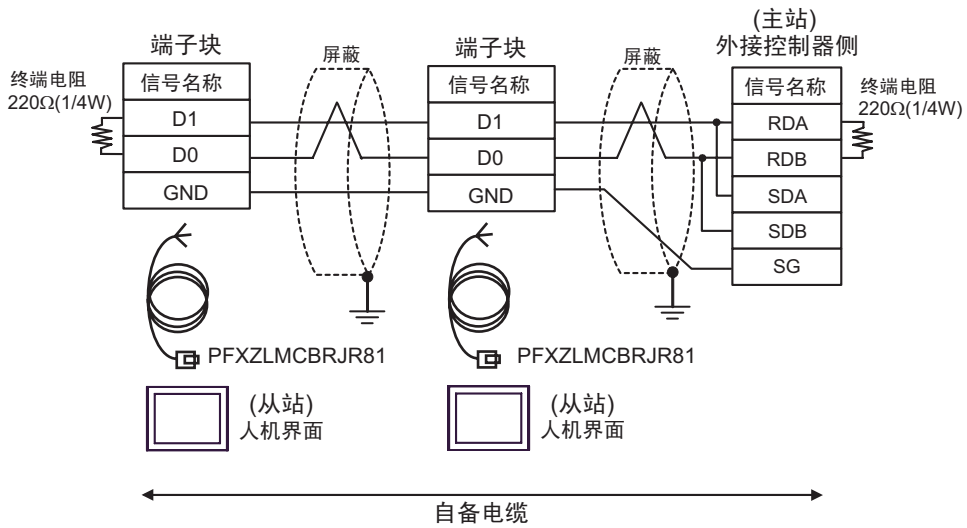 (主站)
外接控制器侧
端子块
屏蔽
端子块
屏蔽
终端电阻
220Ω(1/4W)
信号名称
D1
D0
GND
信号名称
D1
D0
GND
信号名称
RDA
RDB
SDA
SDB
SG
终端电阻
220Ω(1/4W)
PFXZLMCBRJR81
PFXZLMCBRJR81
(从站)
人机界面
(从站)
人机界面
自备电缆